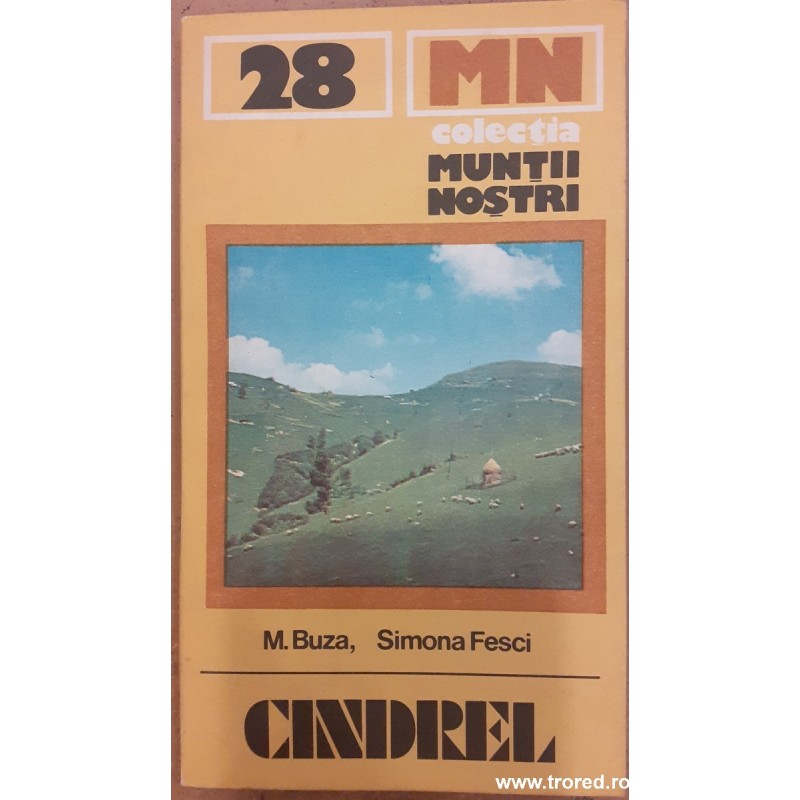 28
MN
colecția
MUNȚII
NOȘTRI
M. Buza, Simona Fesci
CINDREL
www.trored.ro